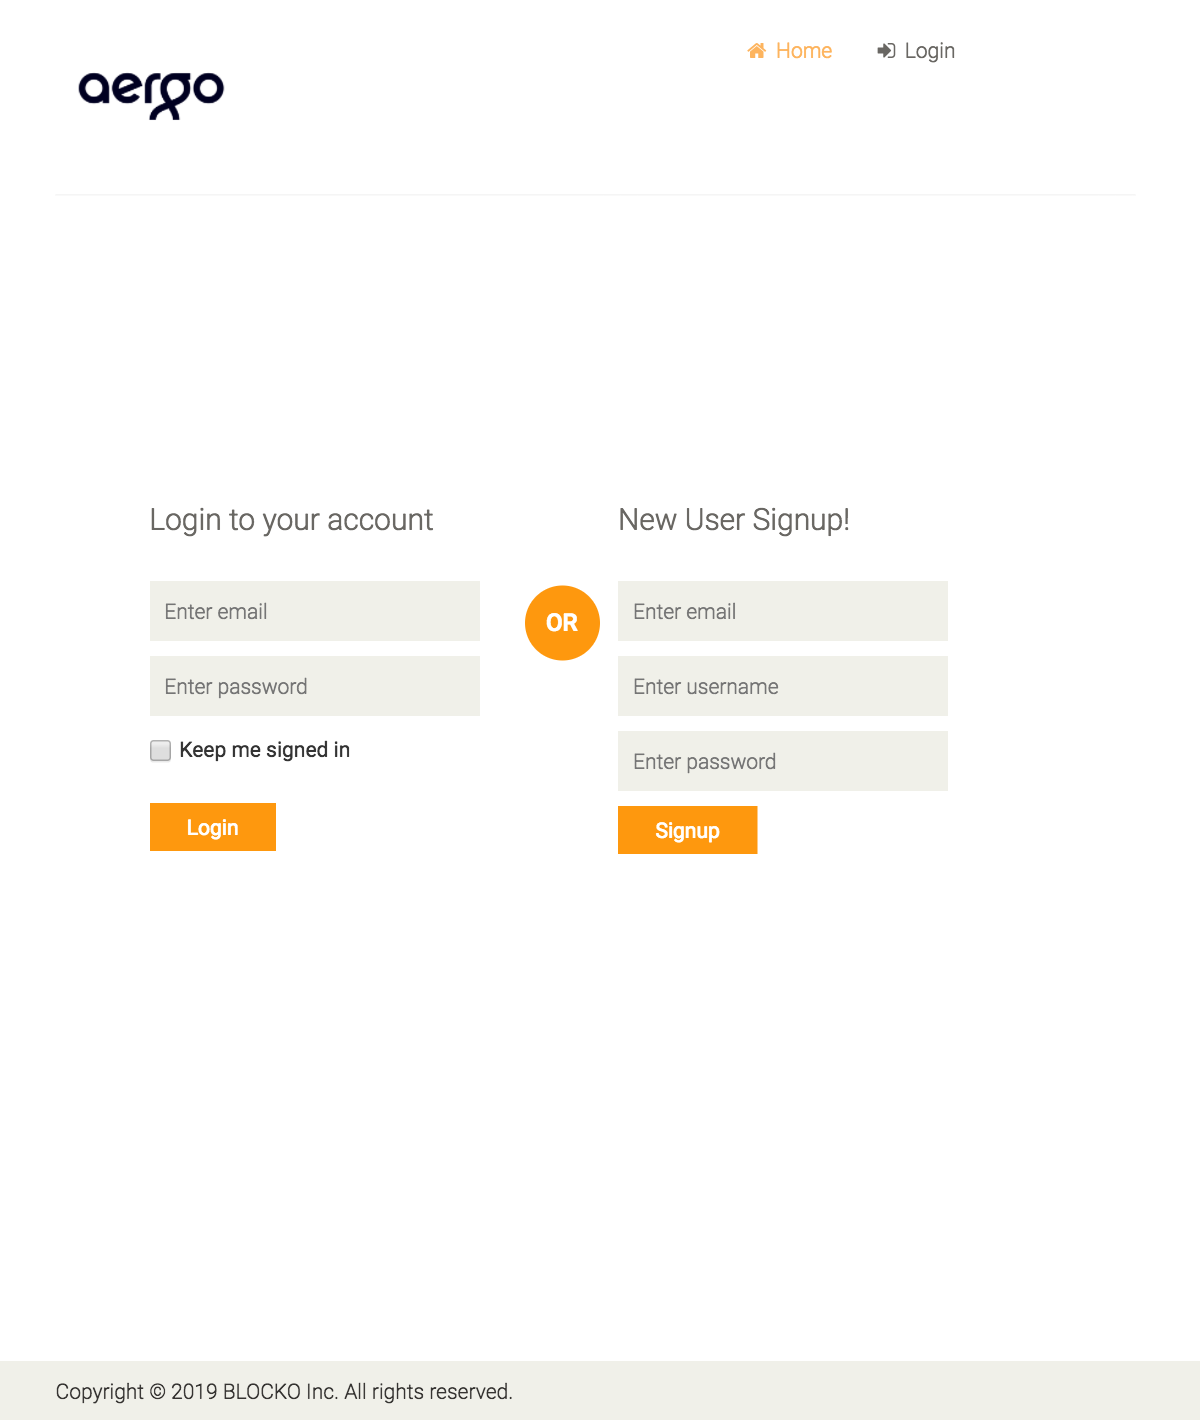 aergo
Home
Login
Login to your account
Enter email
Enter password
Keep me signed in
Login
OR
New User Signup!
Enter email
Enter username
Enter password
Signup
Copyright © 2019 BLOCKO Inc. All rights reserved.